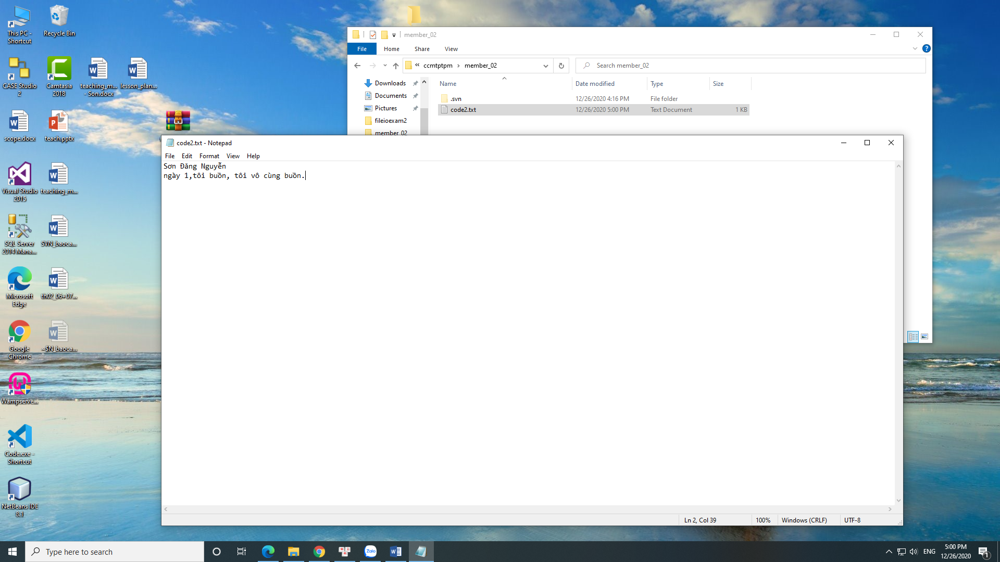 This PC -
Shortcut
Recycle Bin
CASE Studio
2
Camtasia
2018
teaching_m...
- Son.docx
lesson_plan...
scope.docx
teach.pptx
Visual Studio
2015
teaching_m...
SQL Server
2014 Mana...
SVN_baoca...
Microsoft
Edge
th02_06+07...
Google
Chrome
~SN_baoca...
Wampserve...
Code.exe -
Shortcut
NetBeans IDE
8.1
member_02
File
Home
Share
View
« ccmtptpm › member_02
Search member_02
Downloads
Documents
Pictures
fileioexam2
member_02
Name
Date modified
Type
Size
.svn
12/26/2020 4:16 PM
File folder
code2.txt
12/26/2020 5:00 PM
Text Document
1 KB
code2.txt - Notepad
File
Edit
Format
View
Help
Sơn Đăng Nguyễn
ngày 1,tôi buồn, tôi vô cùng buồn.
Ln 2, Col 39
100%
Windows (CRLF)
UTF-8
Type here to search
Zalo
ENG
5:00 PM
12/26/2020
1